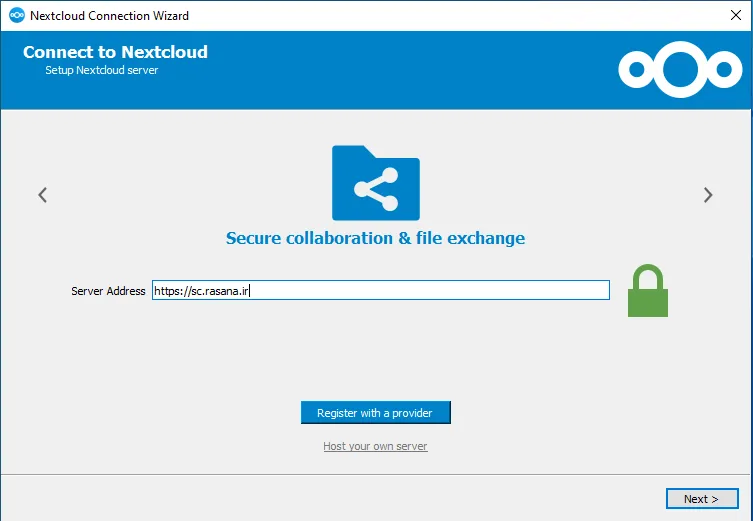 Nextcloud Connection Wizard
Connect to Nextcloud
Setup Nextcloud server
Secure collaboration & file exchange
Server Address https://sc.rasana.ir
Register with a provider
Host your own server
Next >